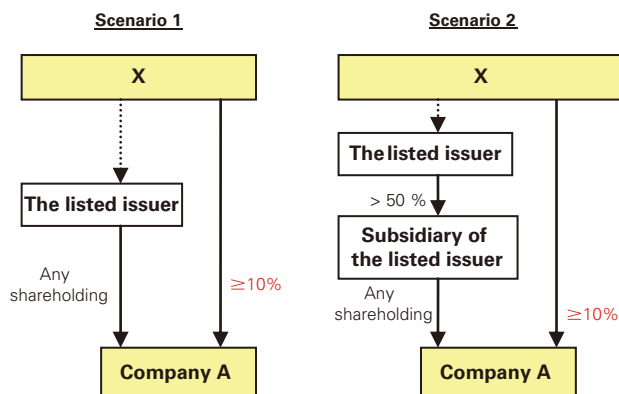 Scenario 1
X
The listed issuer
Any
shareholding
≥10%
Company A
Scenario 2
X
The listed issuer
> 50 %
Subsidiary of
the listed issuer
Any
shareholding
≥10%
Company A